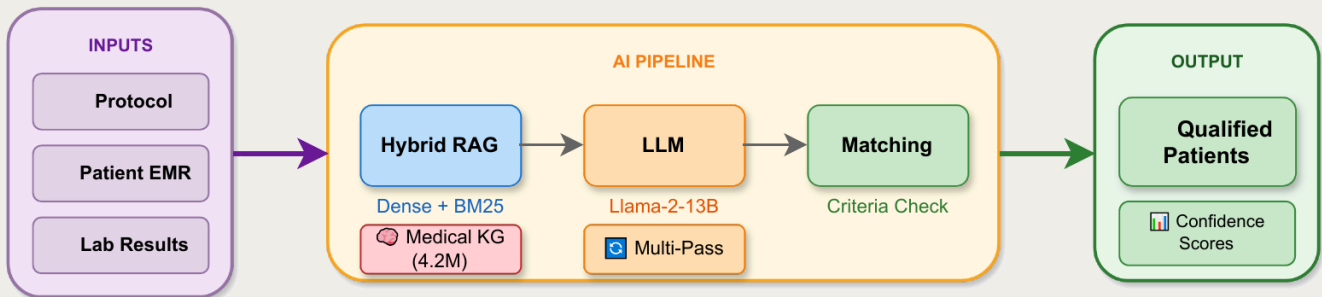 INPUTS
Protocol
Patient EMR
Lab Results
AI PIPELINE
Hybrid RAG
Dense + BM25
Medical KG
(4.2M)
LLM
Llama-2-13B
Multi-Pass
Matching
Criteria Check
OUTPUT
Qualified
Patients
Confidence
Scores